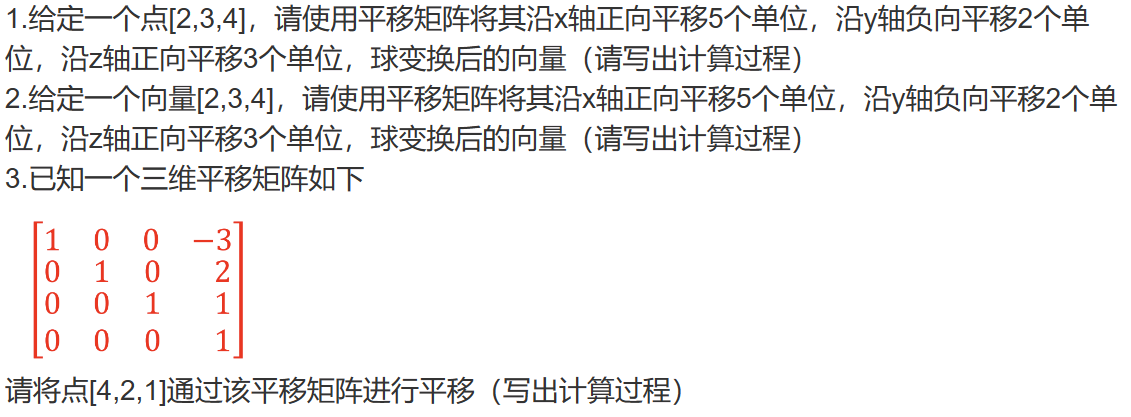 1.给定一个点[2,3,4]，请使用平移矩阵将其沿x轴正向平移5个单位，沿y轴负向平移2个单
位，沿z轴正向平移3个单位，球变换后的向量（请写出计算过程）
2.给定一个向量[2,3,4]，请使用平移矩阵将其沿x轴正向平移5个单位，沿y轴负向平移2个单
位，沿z轴正向平移3个单位，球变换后的向量（请写出计算过程）
3.已知一个三维平移矩阵如下
1 0 0 −3
0 1 0 2
0 0 1 1
0 0 0 1
请将点[4,2,1]通过该平移矩阵进行平移（写出计算过程）